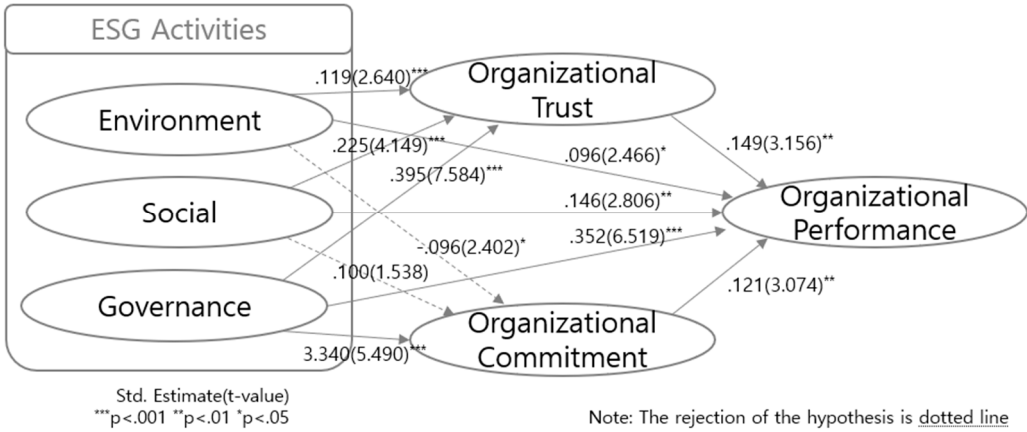 ESG Activities
Environment
Social
Governance
Organizational
Trust
Organizational
Commitment
Organizational
Performance
.119(2.640)***
.225(4.149)***
.395(7.584)***
.096(2.466)*
.146(2.806)**
.352(6.519)***
-.096(2.402)*
.100(1.538)
3.340(5.490)***
.149(3.156)**
.121(3.074)**
Std. Estimate(t-value)
***p<.001 **p<.01 *p<.05
Note: The rejection of the hypothesis is dotted line